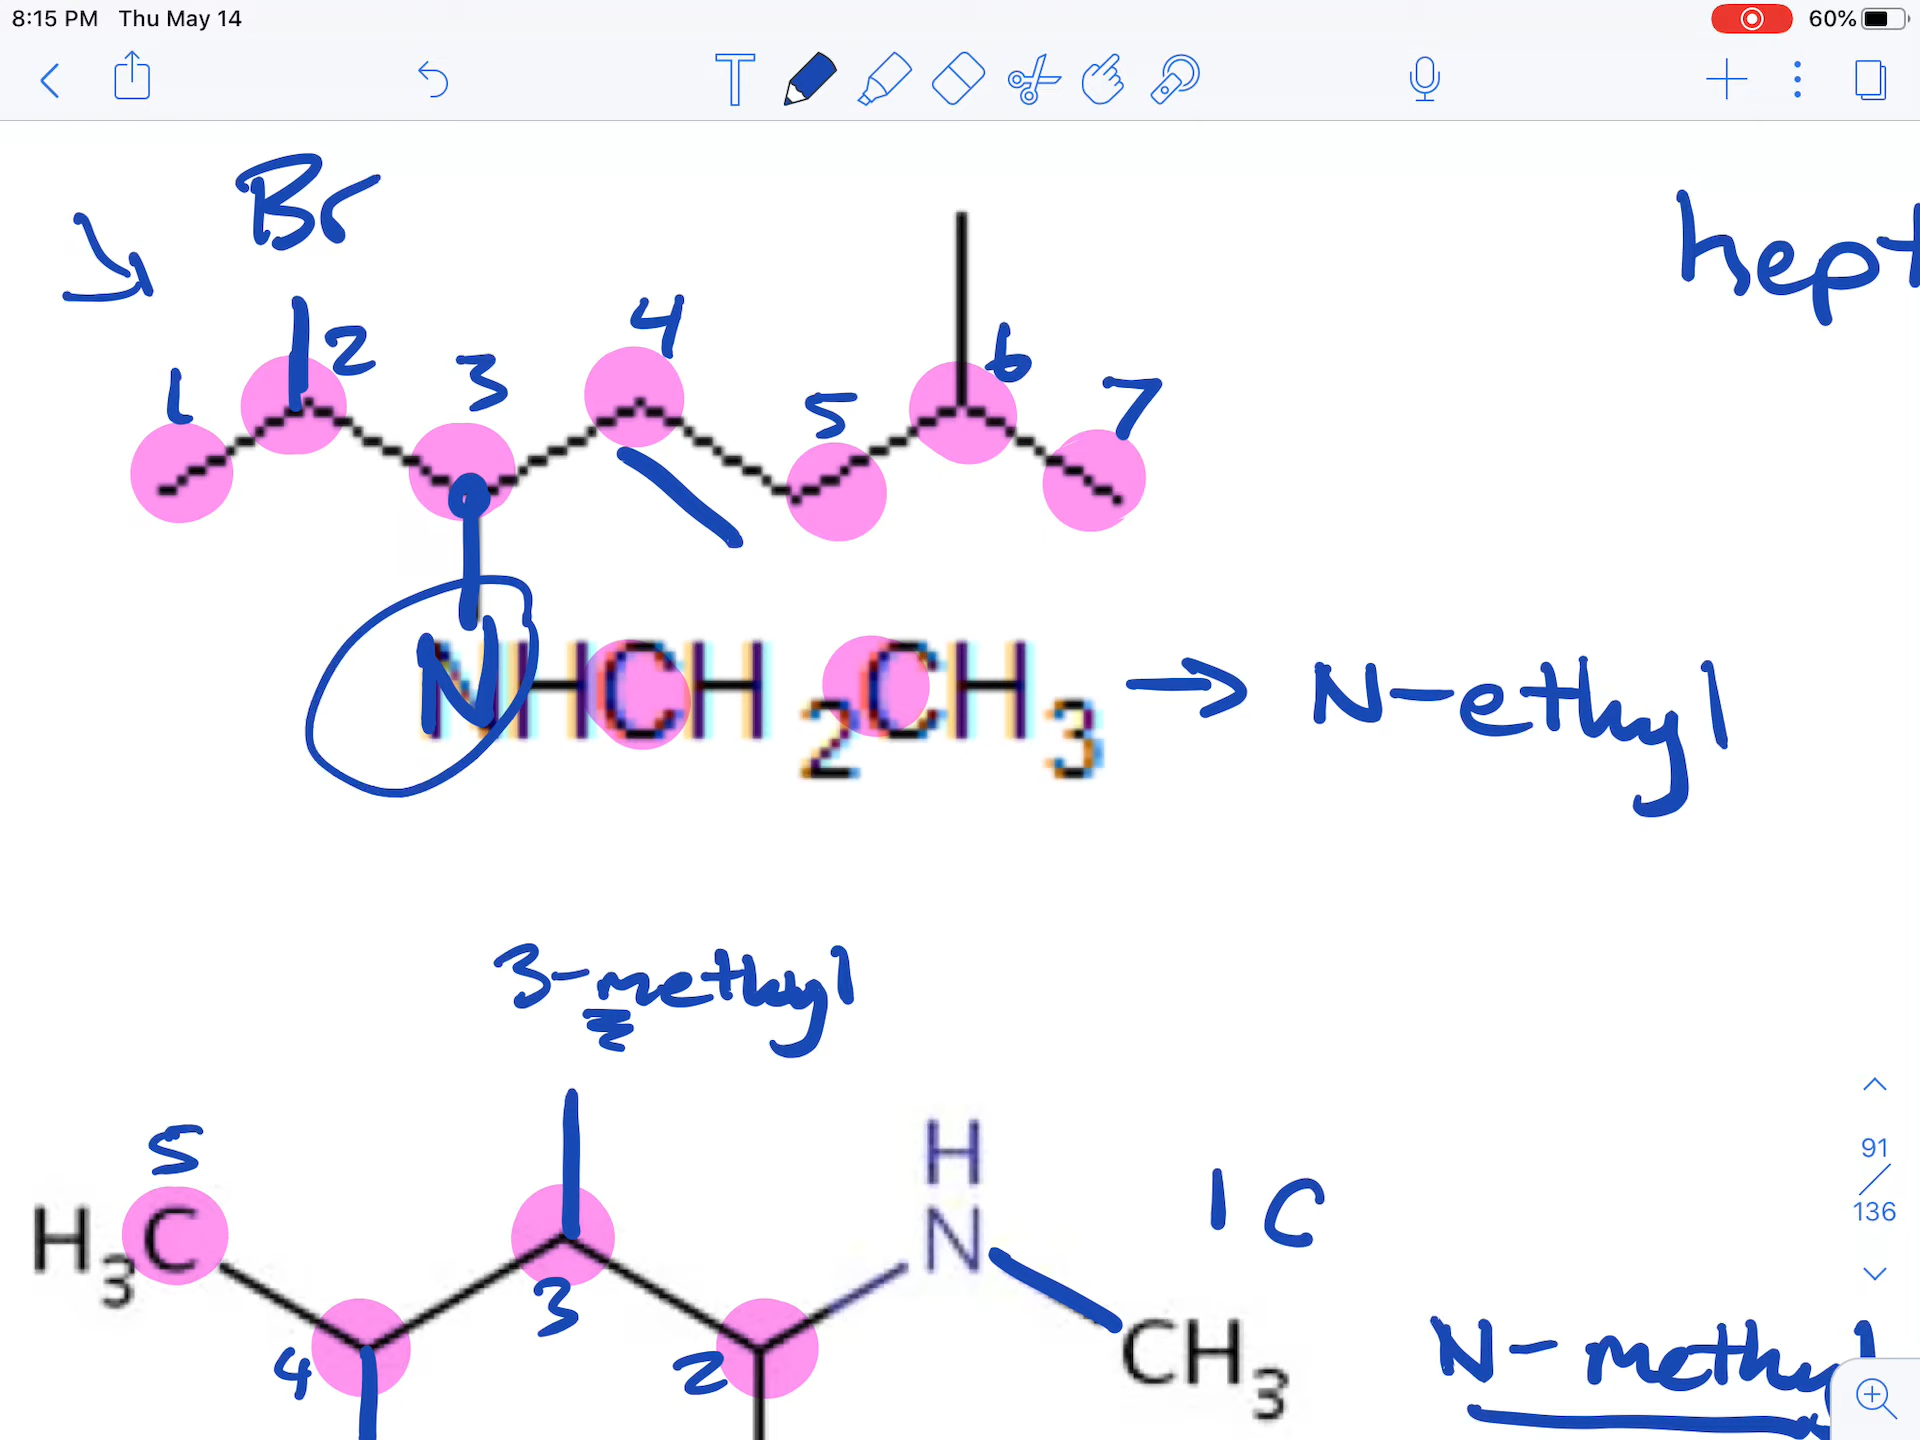 8:15 PM Thu May 14
60%
T
Br
hept
1 2 3 4 5 6 7
NHCH2CH3 → N-ethyl
N
3-methyl
5
H
H3C
N
1 C
3
4
2
CH3
N-methyl
91
136